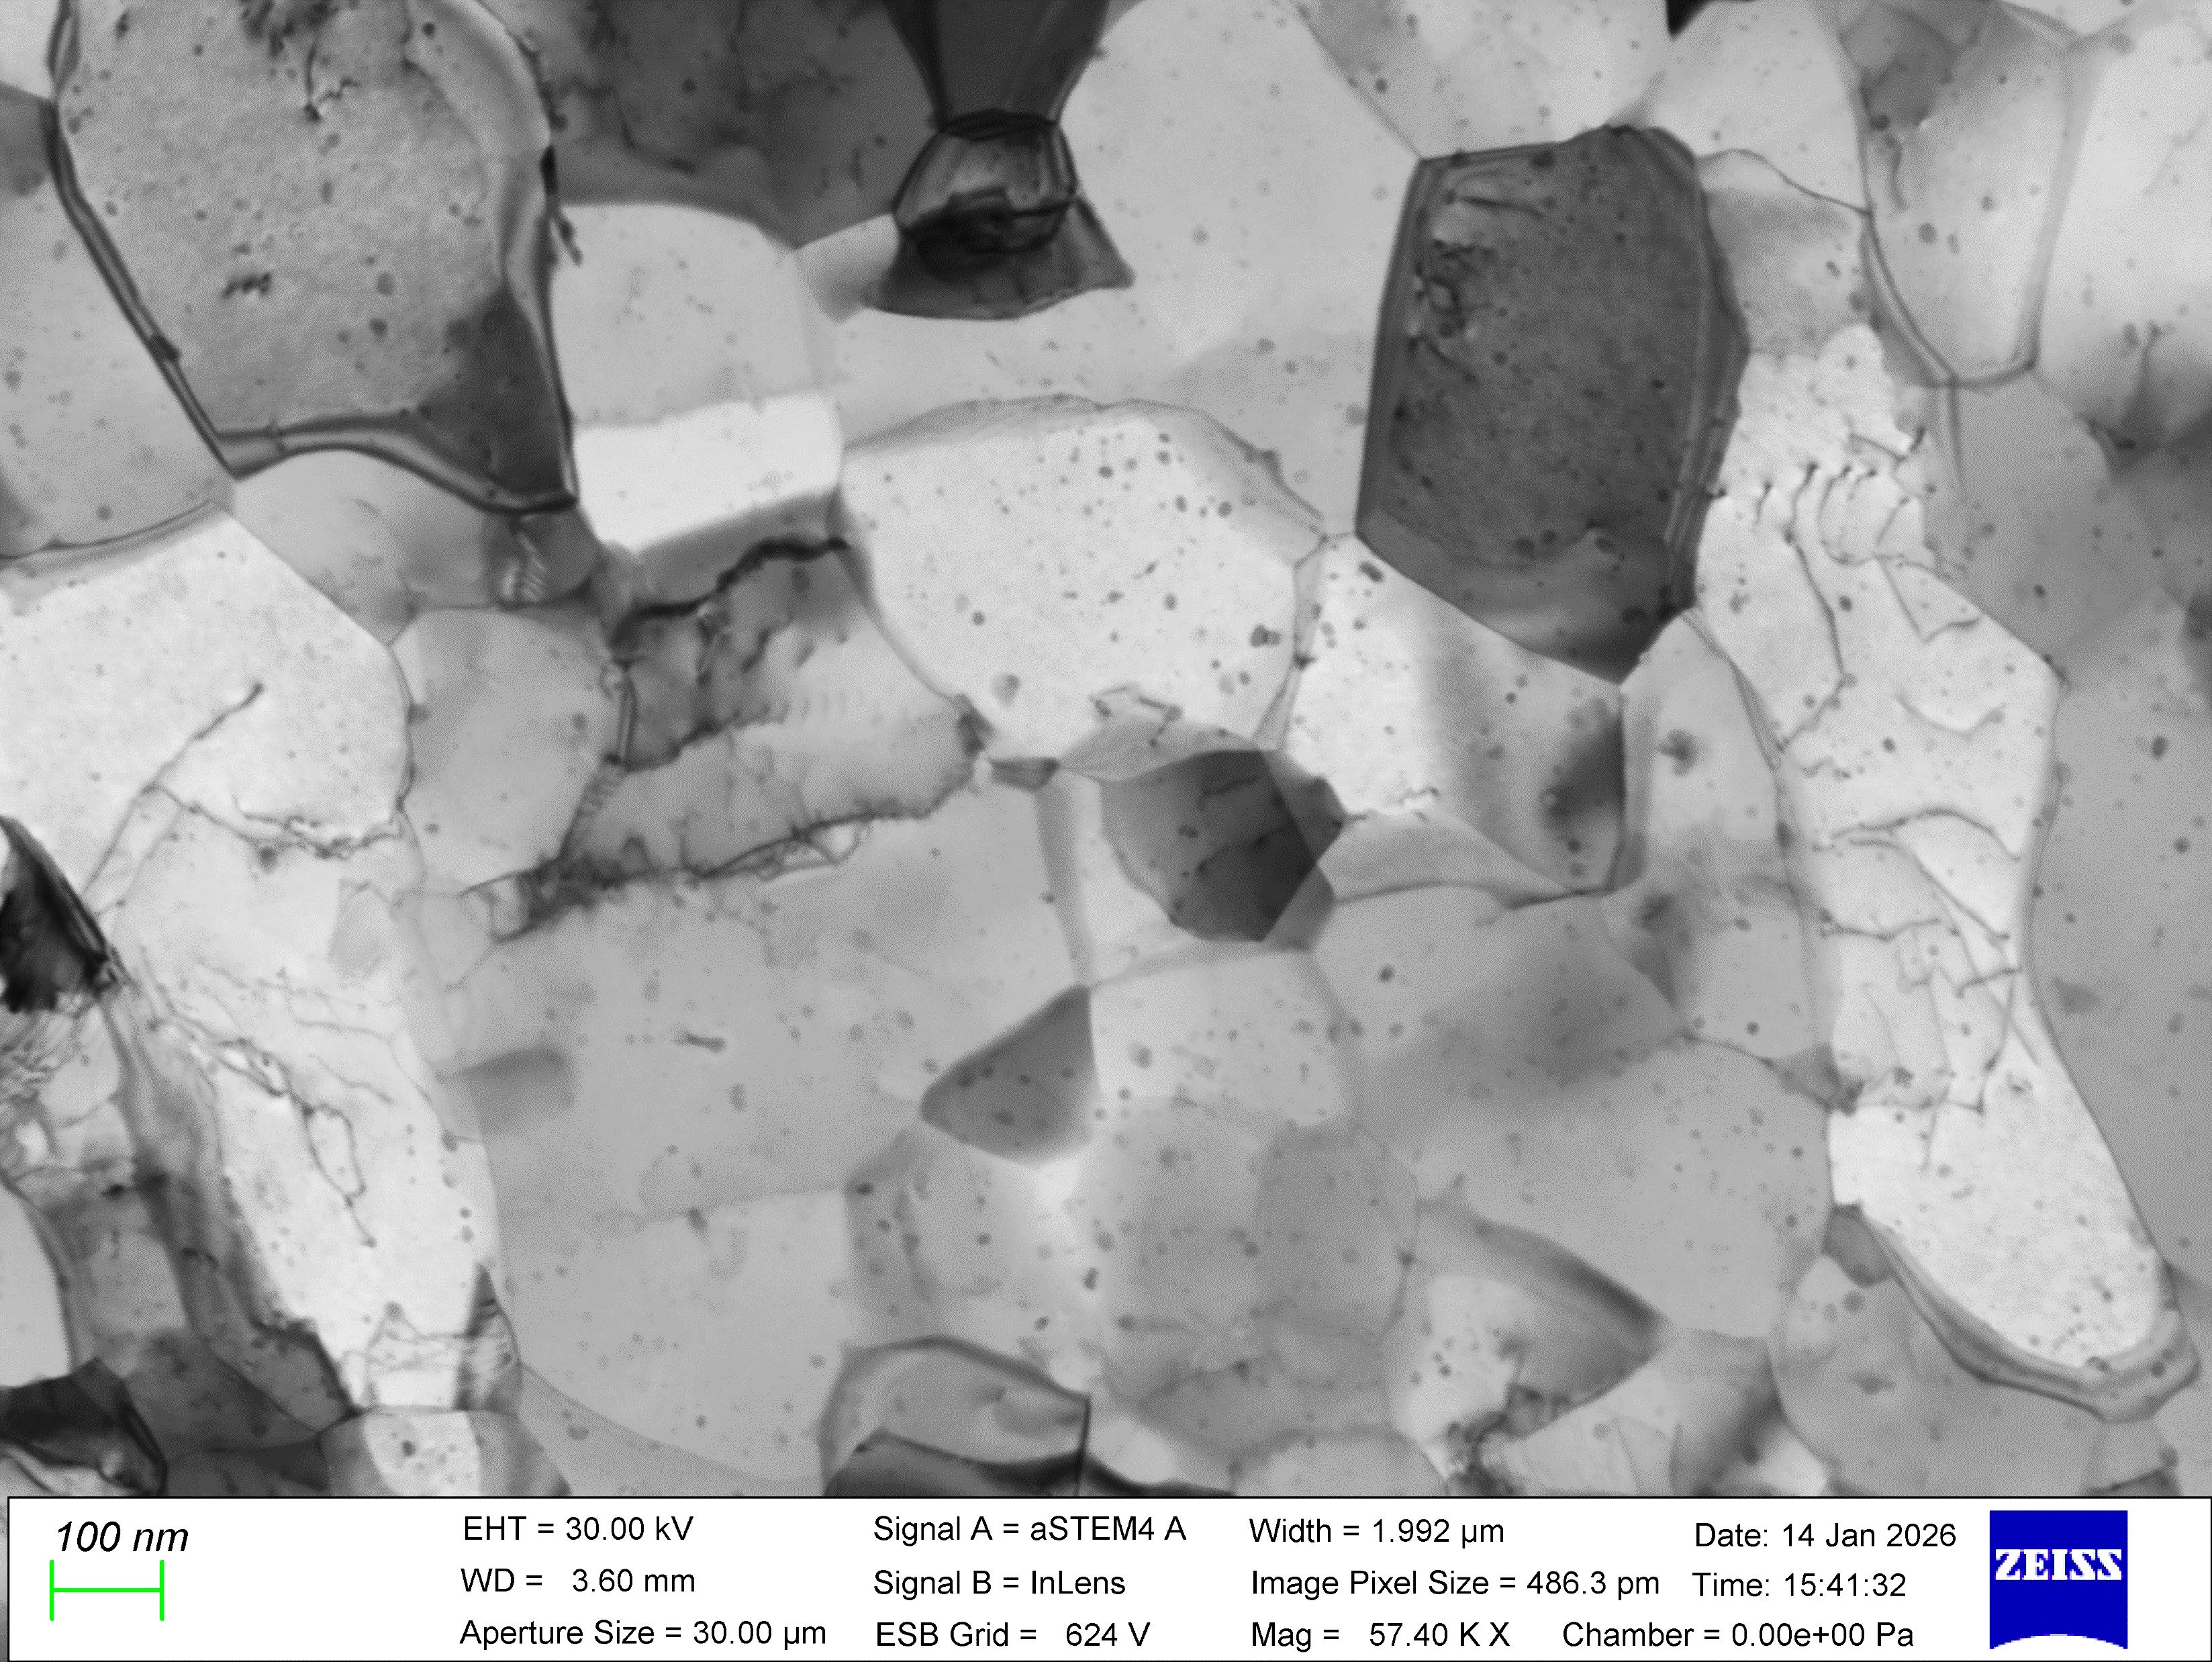 100 nm
EHT = 30.00 kV
WD = 3.60 mm
Aperture Size = 30.00 µm
Signal A = aSTEM4 A
Signal B = InLens
ESB Grid = 624 V
Width = 1.992 µm
Image Pixel Size = 486.3 pm
Mag = 57.40 K X
Chamber = 0.00e+00 Pa
Date: 14 Jan 2026
Time: 15:41:32
ZEISS